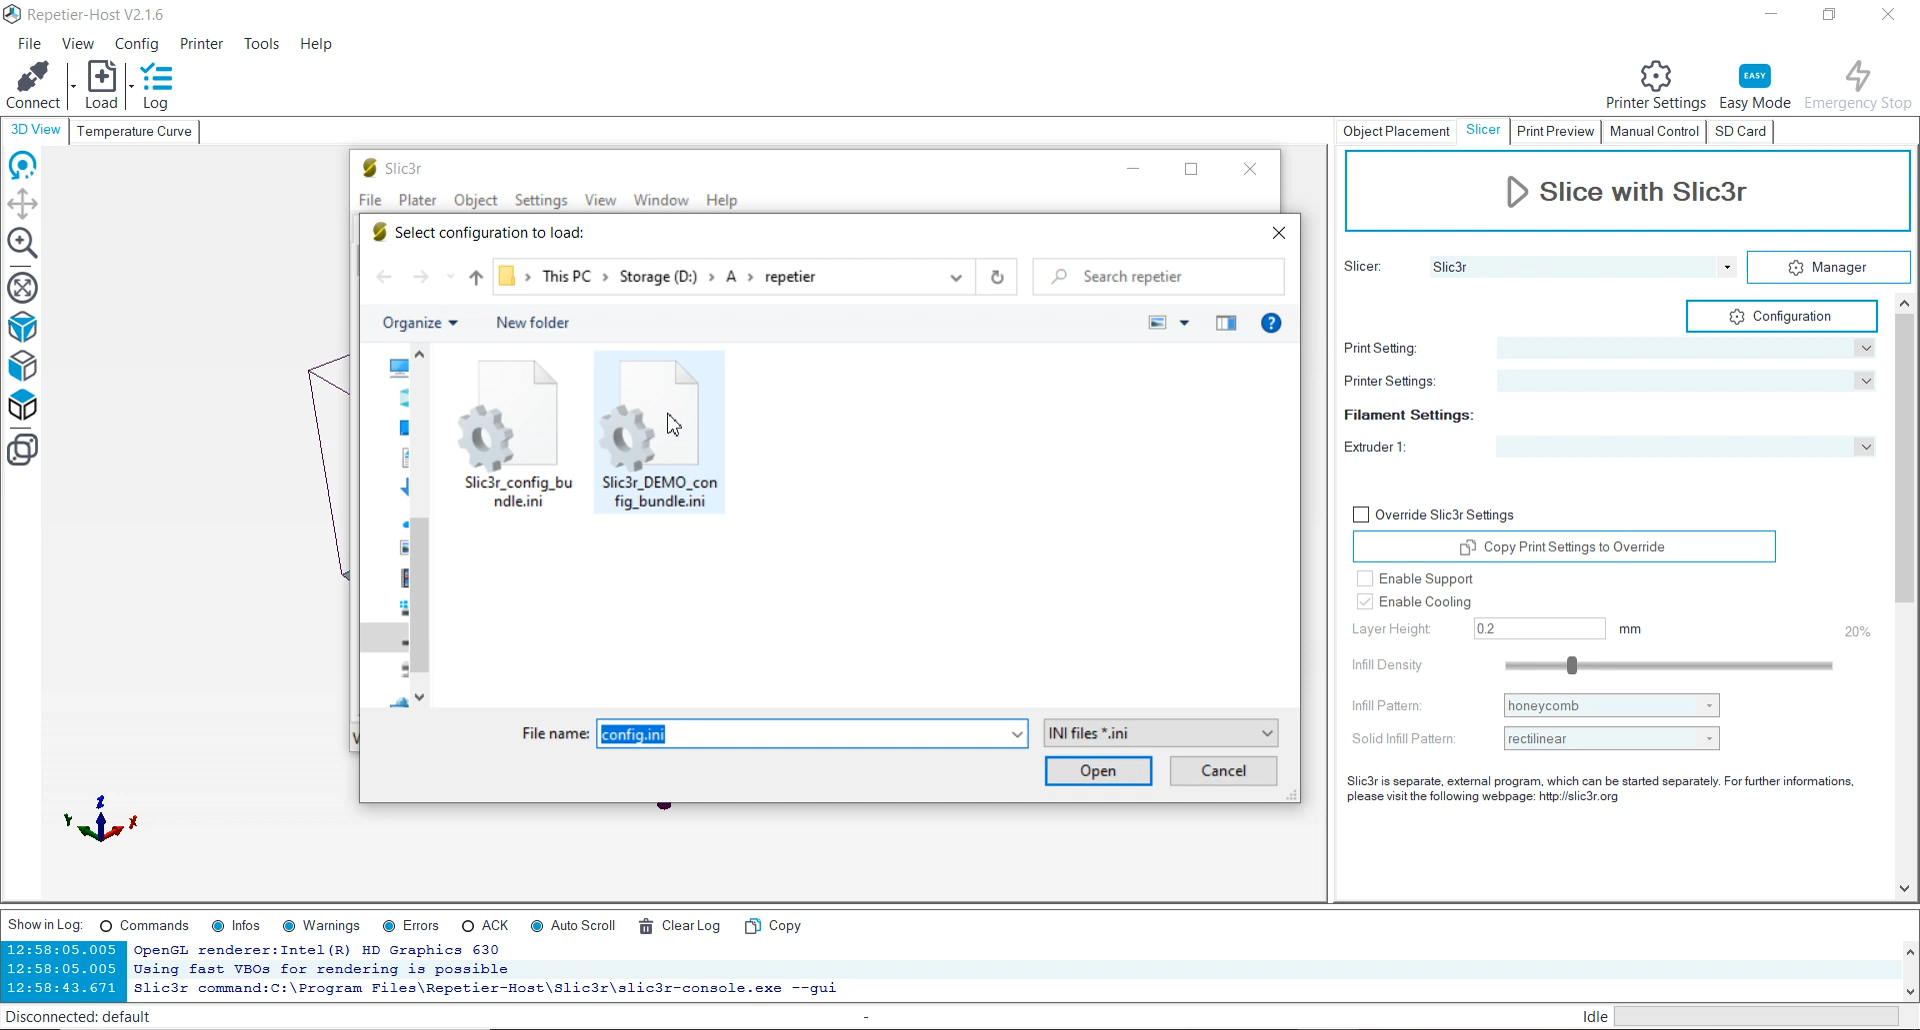 Repetier-Host V2.1.6
File View Config Printer Tools Help
Connect Load Log
Printer Settings EASY Easy Mode Emergency Stop
3D View Temperature Curve
Object Placement Slicer Print Preview Manual Control SD Card
Slic3r
File Plater Object Settings View Window Help
Select configuration to load:
This PC > Storage (D:) > A > repetier
Search repetier
Organize New folder
Slic3r_config_bu
ndle.ini
Slic3r_DEMO_con
fig_bundle.ini
File name: config.ini INI files *.ini
Open Cancel
Slice with Slic3r
Slicer: Slic3r Manager
Configuration
Print Setting:
Printer Settings:
Filament Settings:
Extruder 1:
Override Slic3r Settings
Copy Print Settings to Override
Enable Support
Enable Cooling
Layer Height: 0.2 mm 20%
Infill Density
Infill Pattern: honeycomb
Solid Infill Pattern: rectilinear
Slic3r is separate, external program, which can be started separately. For further informations,
please visit the following webpage: http://slic3r.org
Z
Y X
Show in Log: Commands Infos Warnings Errors ACK Auto Scroll Clear Log Copy
12:58:05.005 OpenGL renderer:Intel(R) HD Graphics 630
12:58:05.005 Using fast VBOs for rendering is possible
12:58:43.671 Slic3r command:C:\Program Files\Repetier-Host\Slic3r\slic3r-console.exe --gui
Disconnected: default - Idle